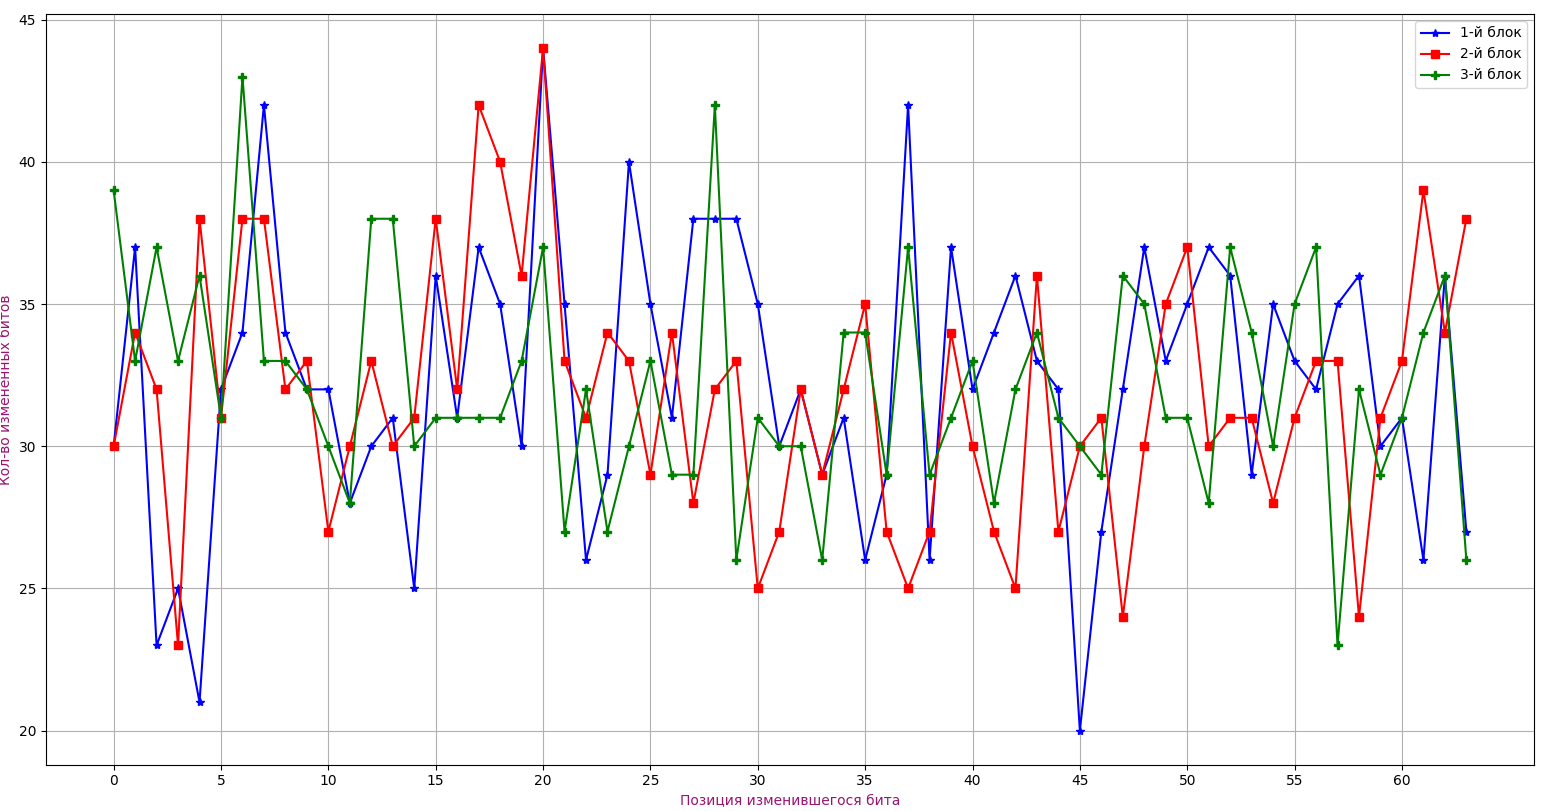 45
40
35
30
25
20
Кол-во измененных битов
1-й блок
2-й блок
3-й блок
0 5 10 15 20 25 30 35 40 45 50 55 60
Позиция изменившегося бита